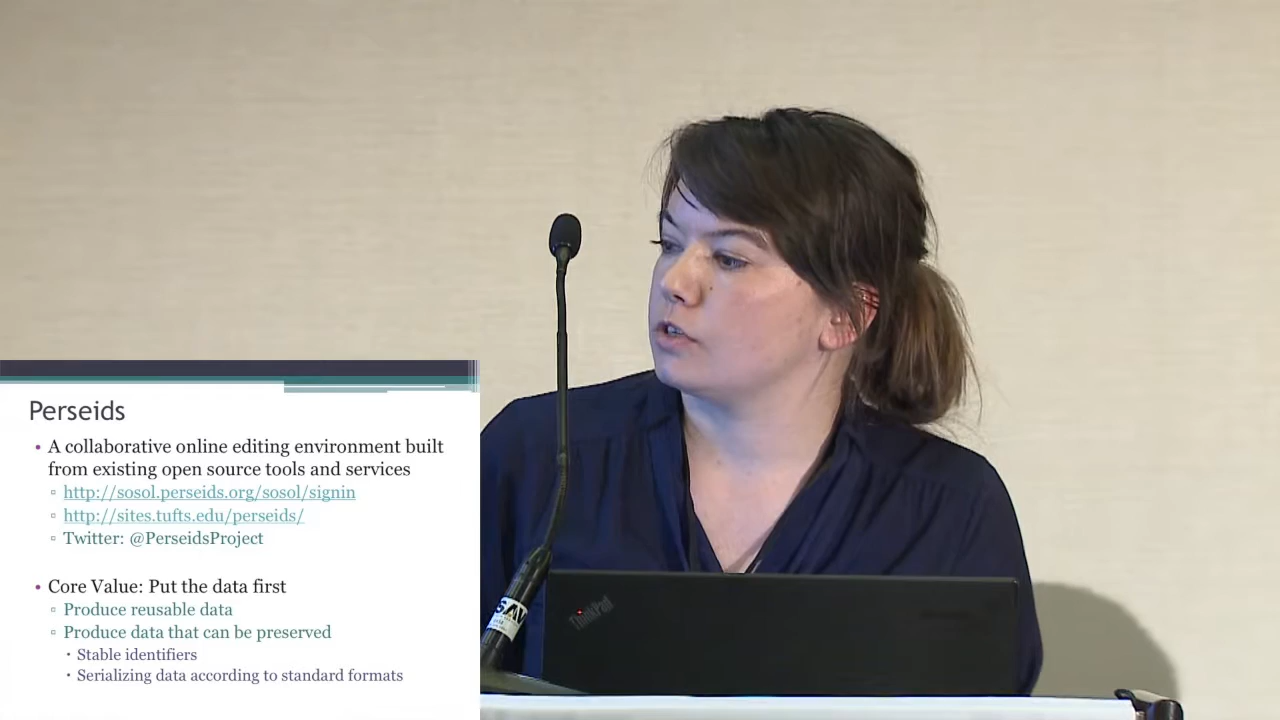 Perseids
• A collaborative online editing environment built
from existing open source tools and services
▫ http://sosol.perseids.org/sosol/signin
▫ http://sites.tufts.edu/perseids/
▫ Twitter: @PerseidsProject
• Core Value: Put the data first
▫ Produce reusable data
▫ Produce data that can be preserved
• Stable identifiers
• Serializing data according to standard formats
ThinkPad